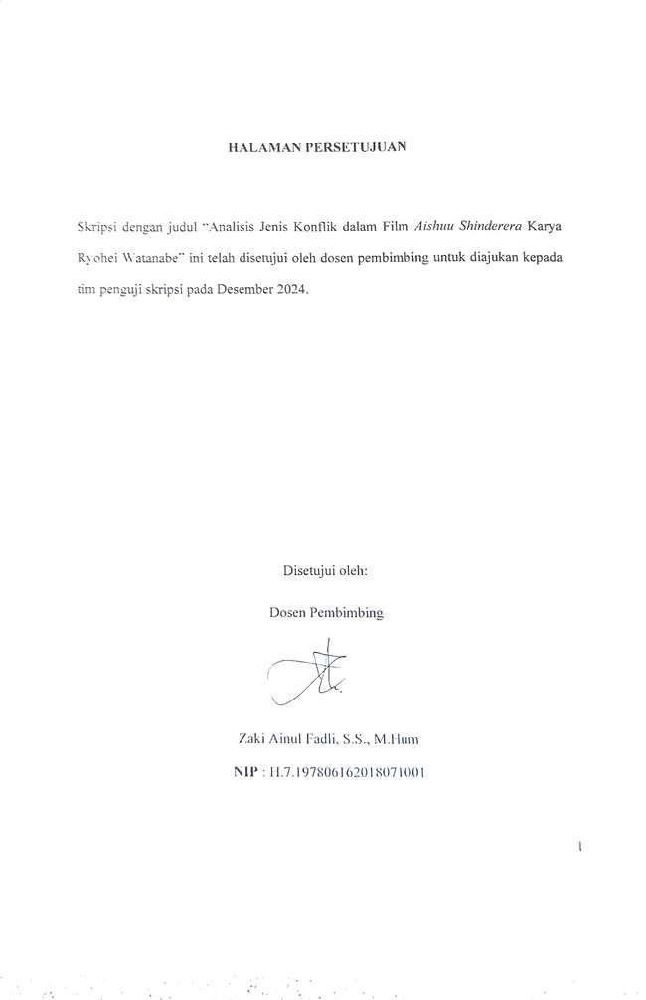 HALAMAN PERSETUJUAN
Skripsi dengan judul “Analisis Jenis Konflik dalam Film Aishuu Shinderera Karya
Ryohei Watanabe” ini telah disetujui oleh dosen pembimbing untuk diajukan kepada
tim penguji skripsi pada Desember 2024.
Disetujui oleh:
Dosen Pembimbing
Zaki Ainul Fadli, S.S., M.Hum
NIP : H.7.197806162018071001